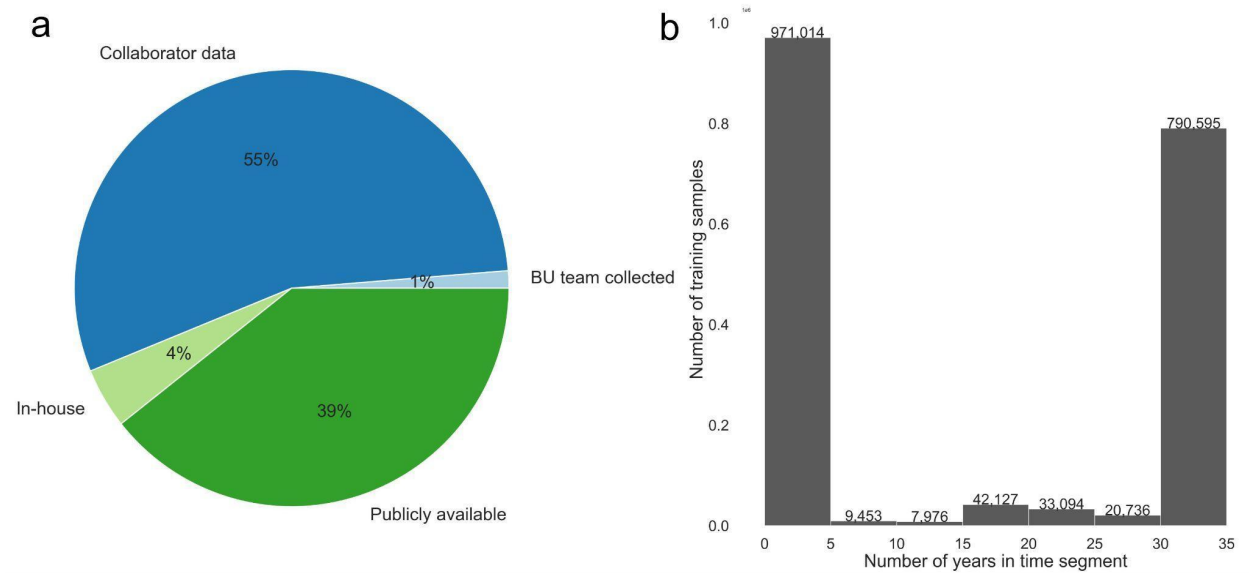 a
Collaborator data
55%
1%
BU team collected
4%
In-house
39%
Publicly available
b
1e6
1.0
0.8
0.6
0.4
0.2
0.0
Number of training samples
971,014
9,453
7,976
42,127
33,094
20,736
790,595
0 5 10 15 20 25 30 35
Number of years in time segment